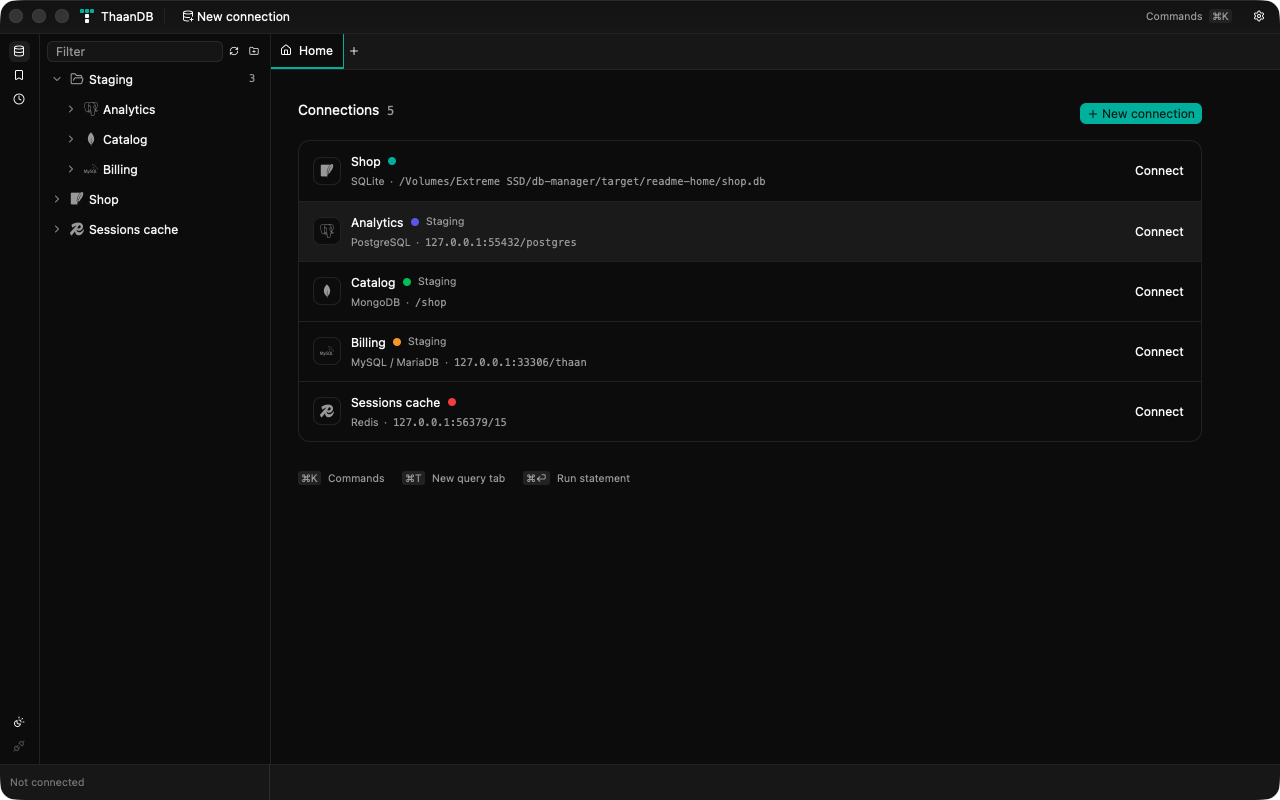 ThaanDB
New connection
Commands ⌘K
Filter
Home
Staging 3
Analytics
Catalog
MySQL Billing
Shop
Sessions cache
Connections 5
+ New connection
Shop
SQLite · /Volumes/Extreme SSD/db-manager/target/readme-home/shop.db
Connect
Analytics Staging
PostgreSQL · 127.0.0.1:55432/postgres
Connect
Catalog Staging
MongoDB · /shop
Connect
MySQL
Billing Staging
MySQL / MariaDB · 127.0.0.1:33306/thaan
Connect
Sessions cache
Redis · 127.0.0.1:56379/15
Connect
⌘K Commands ⌘T New query tab ⌘↩ Run statement
Not connected